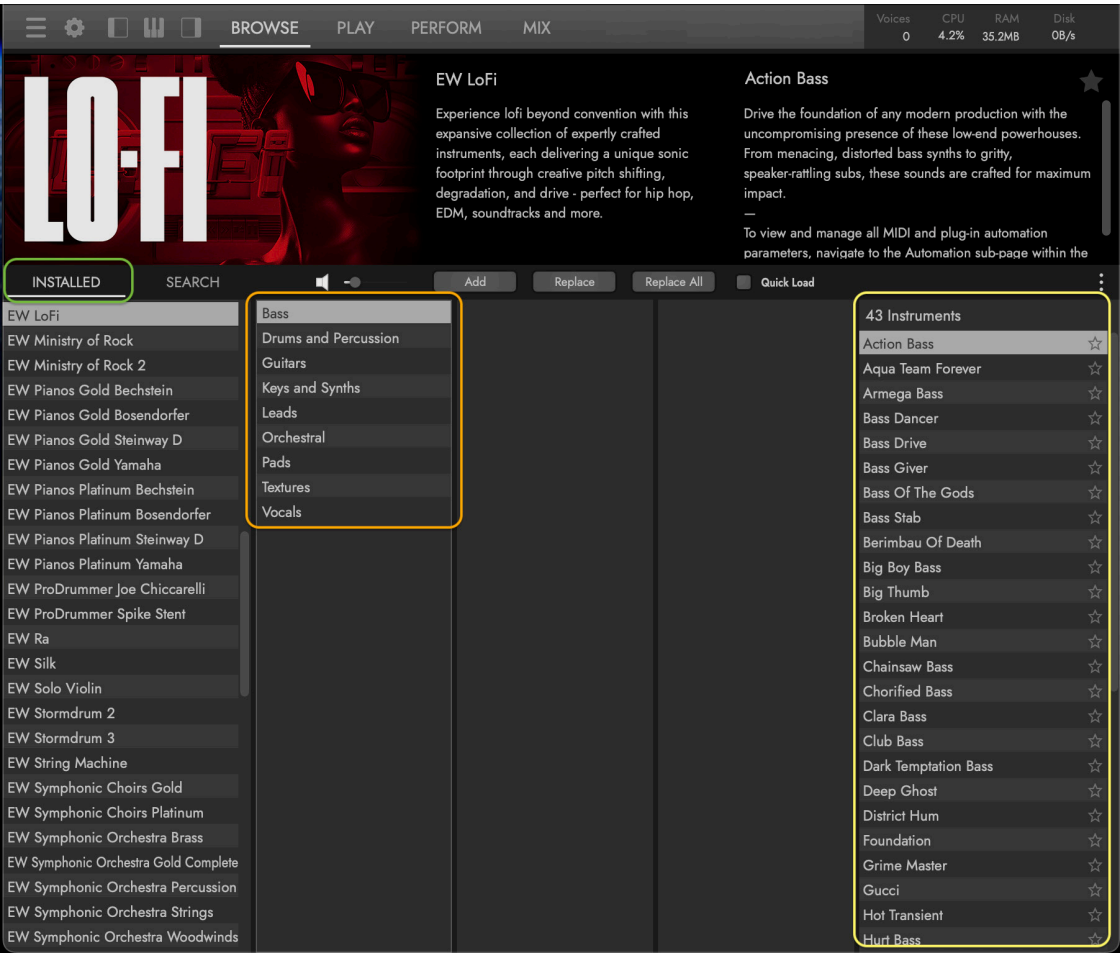 BROWSE
PLAY
PERFORM
MIX
Voices
0
CPU
4.2%
RAM
35.2MB
Disk
0B/s
LO-FI
EW LoFi
Experience lofi beyond convention with this
expansive collection of expertly crafted
instruments, each delivering a unique sonic
footprint through creative pitch shifting,
degradation, and drive - perfect for hip hop,
EDM, soundtracks and more.
Action Bass
Drive the foundation of any modern production with the
uncompromising presence of these low-end powerhouses.
From menacing, distorted bass synths to gritty,
speaker-rattling subs, these sounds are crafted for maximum
impact.
—
To view and manage all MIDI and plug-in automation
parameters, navigate to the Automation sub-page within the
INSTALLED
SEARCH
Add
Replace
Replace All
Quick Load
EW LoFi
EW Ministry of Rock
EW Ministry of Rock 2
EW Pianos Gold Bechstein
EW Pianos Gold Bosendorfer
EW Pianos Gold Steinway D
EW Pianos Gold Yamaha
EW Pianos Platinum Bechstein
EW Pianos Platinum Bosendorfer
EW Pianos Platinum Steinway D
EW Pianos Platinum Yamaha
EW ProDrummer Joe Chiccarelli
EW ProDrummer Spike Stent
EW Ra
EW Silk
EW Solo Violin
EW Stormdrum 2
EW Stormdrum 3
EW String Machine
EW Symphonic Choirs Gold
EW Symphonic Choirs Platinum
EW Symphonic Orchestra Brass
EW Symphonic Orchestra Gold Complete
EW Symphonic Orchestra Percussion
EW Symphonic Orchestra Strings
EW Symphonic Orchestra Woodwinds
Bass
Drums and Percussion
Guitars
Keys and Synths
Leads
Orchestral
Pads
Textures
Vocals
43 Instruments
Action Bass
Aqua Team Forever
Armega Bass
Bass Dancer
Bass Drive
Bass Giver
Bass Of The Gods
Bass Stab
Berimbau Of Death
Big Boy Bass
Big Thumb
Broken Heart
Bubble Man
Chainsaw Bass
Chorified Bass
Clara Bass
Club Bass
Dark Temptation Bass
Deep Ghost
District Hum
Foundation
Grime Master
Gucci
Hot Transient
Hurt Bass